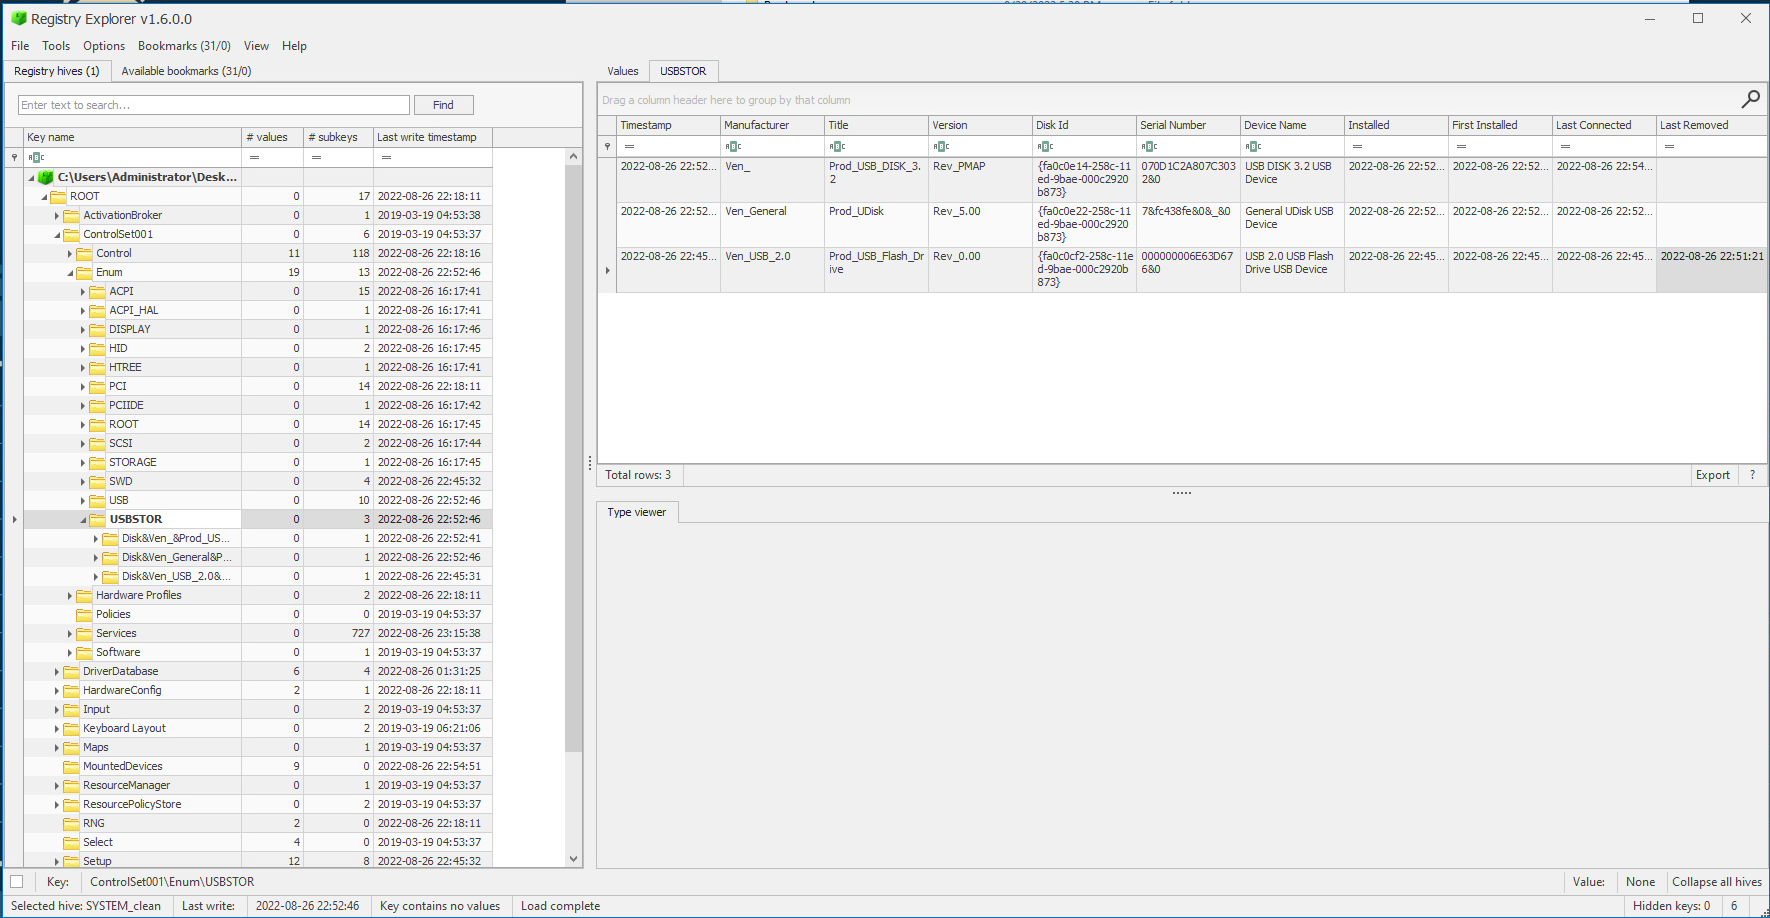 Registry Explorer v1.6.0.0
File Tools Options Bookmarks (31/0) View Help
Registry hives (1) Available bookmarks (31/0)
Enter text to search... Find
Key name # values # subkeys Last write timestamp
= = =
C:\Users\Administrator\Desk...
ROOT 0 17 2022-08-26 22:18:11
ActivationBroker 0 1 2019-03-19 04:53:38
ControlSet001 0 6 2019-03-19 04:53:37
Control 11 118 2022-08-26 22:18:16
Enum 19 13 2022-08-26 22:52:46
ACPI 0 15 2022-08-26 16:17:41
ACPI_HAL 0 1 2022-08-26 16:17:41
DISPLAY 0 1 2022-08-26 16:17:46
HID 0 2 2022-08-26 16:17:45
HTREE 0 1 2022-08-26 16:17:41
PCI 0 14 2022-08-26 22:18:11
PCIIDE 0 1 2022-08-26 16:17:42
ROOT 0 14 2022-08-26 16:17:45
SCSI 0 2 2022-08-26 16:17:44
STORAGE 0 1 2022-08-26 16:17:45
SWD 0 4 2022-08-26 22:45:32
USB 0 10 2022-08-26 22:52:46
USBSTOR 0 3 2022-08-26 22:52:46
Disk&Ven_&Prod_US... 0 1 2022-08-26 22:52:41
Disk&Ven_General&P... 0 1 2022-08-26 22:52:46
Disk&Ven_USB_2.0&... 0 1 2022-08-26 22:45:31
Hardware Profiles 0 2 2022-08-26 22:18:11
Policies 0 0 2019-03-19 04:53:37
Services 0 727 2022-08-26 23:15:38
Software 0 1 2019-03-19 04:53:37
DriverDatabase 6 4 2022-08-26 01:31:25
HardwareConfig 2 1 2022-08-26 22:18:11
Input 0 2 2019-03-19 04:53:37
Keyboard Layout 0 2 2019-03-19 06:21:06
Maps 0 1 2019-03-19 04:53:37
MountedDevices 9 0 2022-08-26 22:54:51
ResourceManager 0 1 2019-03-19 04:53:37
ResourcePolicyStore 0 2 2019-03-19 04:53:37
RNG 2 0 2022-08-26 22:18:11
Select 4 0 2019-03-19 04:53:37
Setup 12 8 2022-08-26 22:45:32
Values USBSTOR
Drag a column header here to group by that column
Timestamp Manufacturer Title Version Disk Id Serial Number Device Name Installed First Installed Last Connected Last Removed
= = = = =
2022-08-26 22:52... Ven_ Prod_USB_DISK_3. Rev_PMAP {fa0c0e14-258c-11 070D1C2A807C303 USB DISK 3.2 USB 2022-08-26 22:52... 2022-08-26 22:52... 2022-08-26 22:54...
2 ed-9bae-000c2920 2&0 Device
b873}
2022-08-26 22:52... Ven_General Prod_UDisk Rev_5.00 {fa0c0e22-258c-11 7&fc438fe&0&_&0 General UDisk USB 2022-08-26 22:52... 2022-08-26 22:52... 2022-08-26 22:52...
ed-9bae-000c2920 Device
b873}
2022-08-26 22:45... Ven_USB_2.0 Prod_USB_Flash_Dr Rev_0.00 {fa0c0cf2-258c-11e 000000006E63D67 USB 2.0 USB Flash 2022-08-26 22:45... 2022-08-26 22:45... 2022-08-26 22:45... 2022-08-26 22:51:21
ive d-9bae-000c2920b 6&0 Drive USB Device
873}
Total rows: 3 Export ?
Type viewer
Key: ControlSet001\Enum\USBSTOR Value: None Collapse all hives
Selected hive: SYSTEM_clean Last write: 2022-08-26 22:52:46 Key contains no values Load complete Hidden keys: 0 6